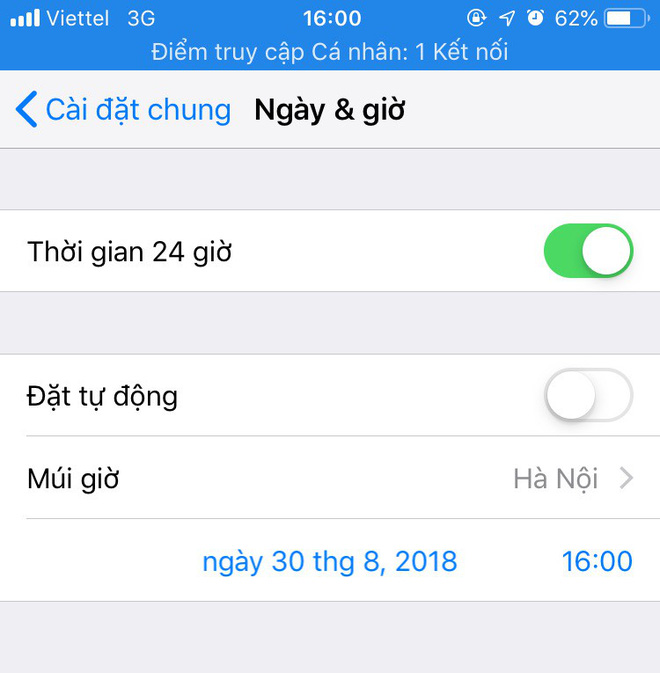 Viettel 3G 16:00 62%
Điểm truy cập Cá nhân: 1 Kết nối
Cài đặt chung Ngày & giờ
Thời gian 24 giờ
Đặt tự động
Múi giờ Hà Nội
ngày 30 thg 8, 2018 16:00